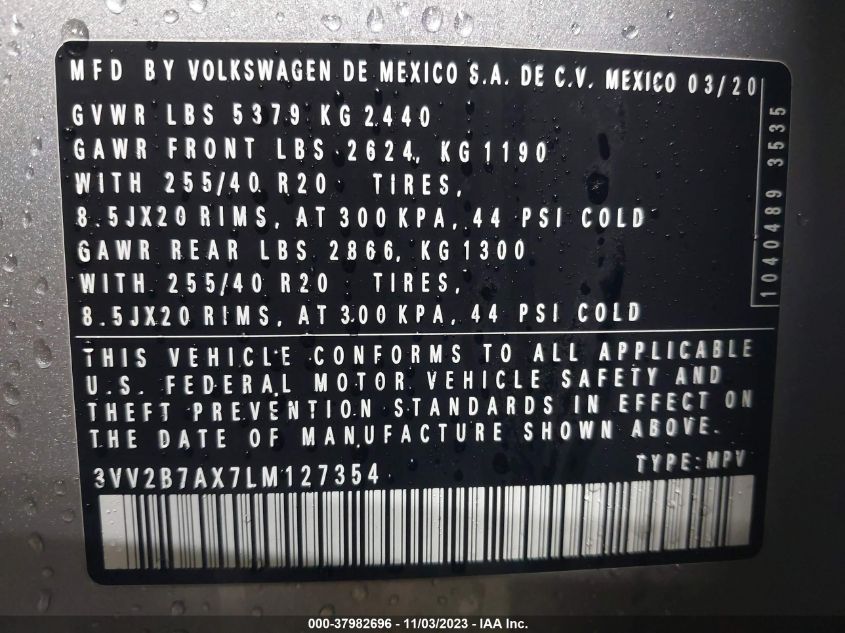 MFD BY VOLKSWAGEN DE MEXICO S.A. DE C.V. MEXICO 03/20
GVWR LBS 5379 KG 2440
GAWR FRONT LBS 2624, KG 1190
WITH 255/40 R20 TIRES,
8.5JX20 RIMS, AT 300 KPA, 44 PSI COLD
GAWR REAR LBS 2866, KG 1300
WITH 255/40 R20 TIRES,
8.5JX20 RIMS, AT 300 KPA, 44 PSI COLD
1040489 3535
THIS VEHICLE CONFORMS TO ALL APPLICABLE
U.S. FEDERAL MOTOR VEHICLE SAFETY AND
THEFT PREVENTION STANDARDS IN EFFECT ON
THE DATE OF MANUFACTURE SHOWN ABOVE.
3VV2B7AX7LM127354 TYPE: MPV
000-37982696 - 11/03/2023 - IAA Inc.